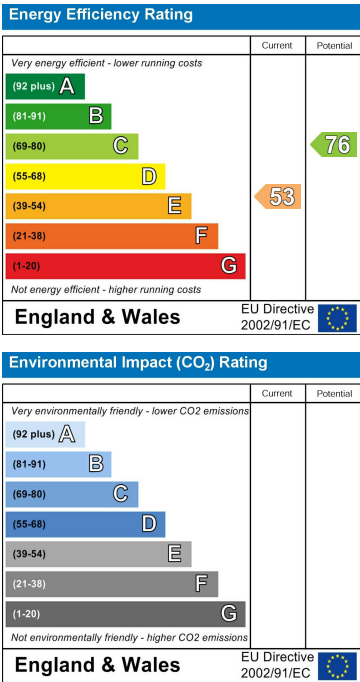 Energy Efficiency Rating
Current Potential
Very energy efficient - lower running costs
(92 plus) A
(81-91) B
(69-80) C
76
(55-68) D
(39-54) E
53
(21-38) F
(1-20) G
Not energy efficient - higher running costs
England & Wales
EU Directive
2002/91/EC
Environmental Impact (CO₂) Rating
Current Potential
Very environmentally friendly - lower CO2 emissions
(92 plus) A
(81-91) B
(69-80) C
(55-68) D
(39-54) E
(21-38) F
(1-20) G
Not environmentally friendly - higher CO2 emissions
England & Wales
EU Directive
2002/91/EC